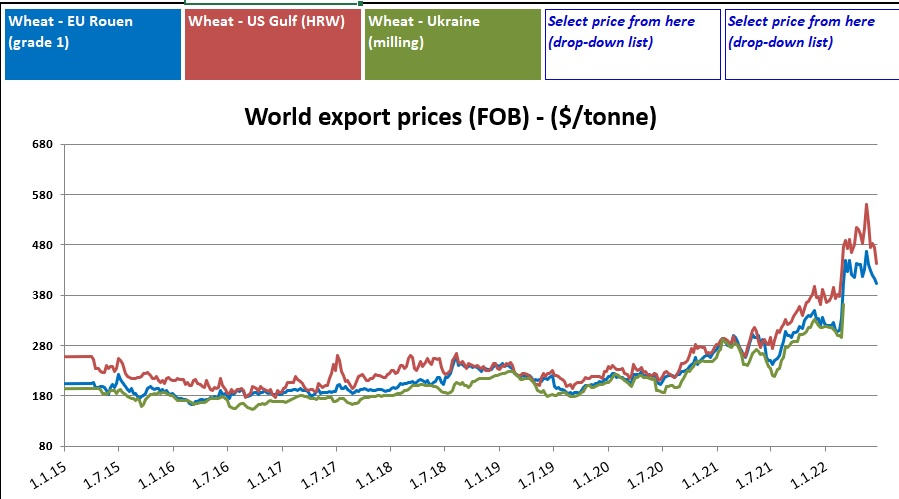 Wheat - EU Rouen
(grade 1)
Wheat - US Gulf (HRW)
Wheat - Ukraine
(milling)
Select price from here
(drop-down list)
Select price from here
(drop-down list)
World export prices (FOB) - ($/tonne)
680
580
480
380
280
180
80
1.1.15
1.7.15
1.1.16
1.7.16
1.1.17
1.7.17
1.1.18
1.7.18
1.1.19
1.7.19
1.1.20
1.7.20
1.1.21
1.7.21
1.1.22